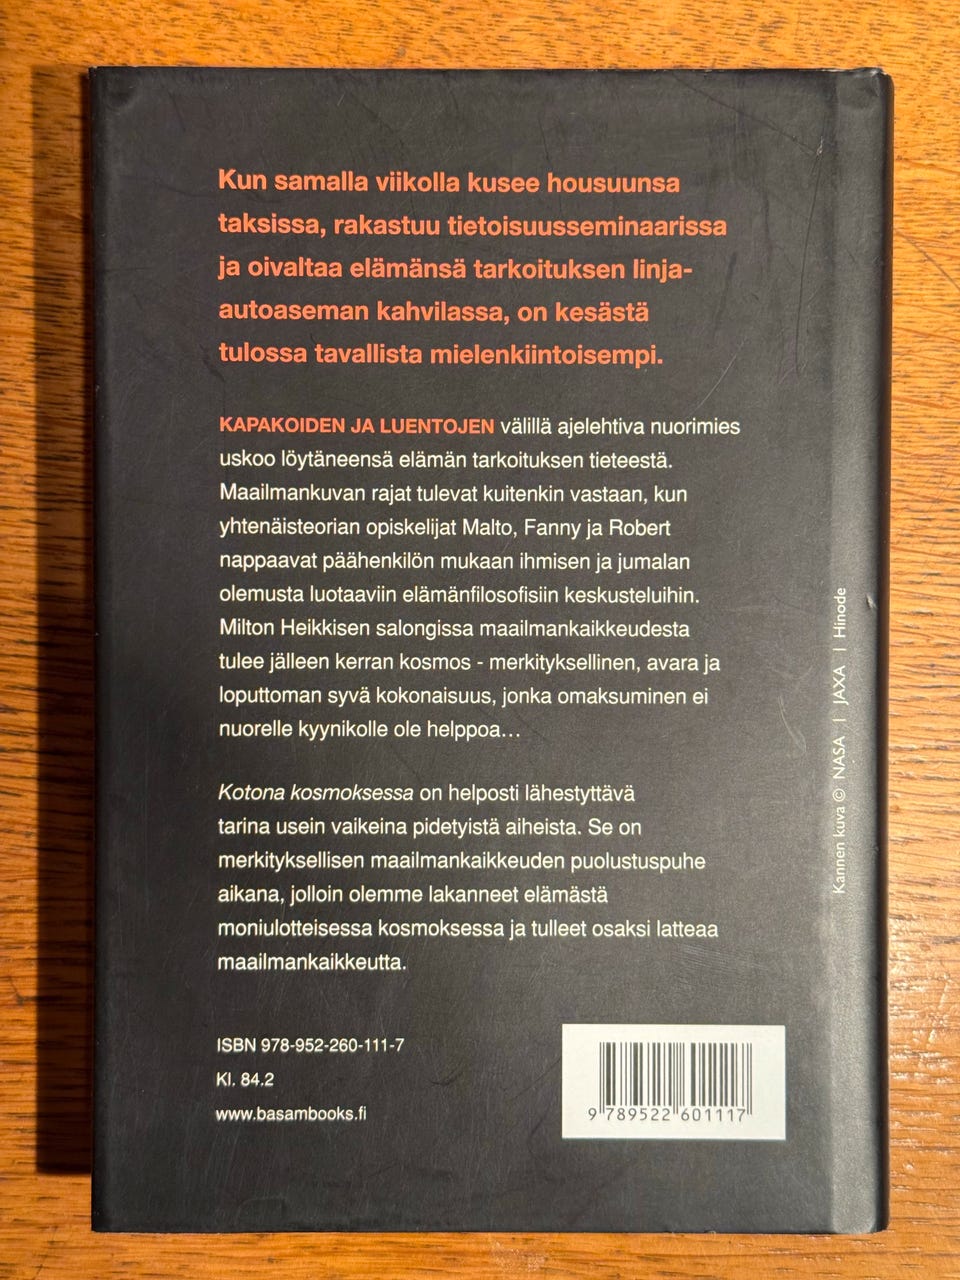 Kun samalla viikolla kusee housuunsa
taksissa, rakastuu tietoisuusseminaarissa
ja oivaltaa elämänsä tarkoituksen linja-
autoaseman kahvilassa, on kesästä
tulossa tavallista mielenkiintoisempi.
KAPAKOIDEN JA LUENTOJEN välillä ajelehtiva nuorimies
uskoo löytäneensä elämän tarkoituksen tieteestä.
Maailmankuvan rajat tulevat kuitenkin vastaan, kun
yhtenäisteorian opiskelijat Malto, Fanny ja Robert
nappaavat päähenkilön mukaan ihmisen ja jumalan
olemusta luotaaviin elämänfilosofisiin keskusteluihin.
Milton Heikkisen salongissa maailmankaikkeudesta
tulee jälleen kerran kosmos - merkityksellinen, avara ja
loputtoman syvä kokonaisuus, jonka omaksuminen ei
nuorelle kyynikolle ole helppoa...
Kotona kosmoksessa on helposti lähestyttävä
tarina usein vaikeina pidetyistä aiheista. Se on
merkityksellisen maailmankaikkeuden puolustuspuhe
aikana, jolloin olemme lakanneet elämästä
moniulotteisessa kosmoksessa ja tulleet osaksi latteaa
maailmankaikkeutta.
ISBN 978-952-260-111-7
Kl. 84.2
www.basambooks.fi
9 789522 601117
Kannen kuva © NASA | JAXA | Hinode